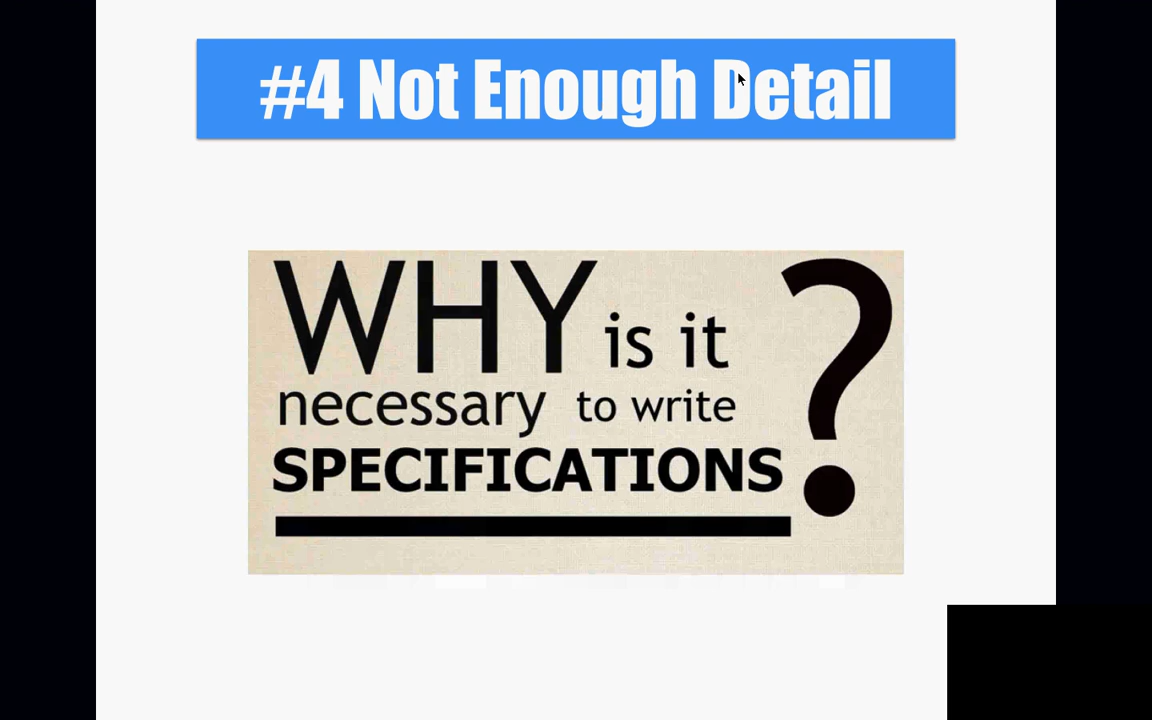 #4 Not Enough Detail
WHY is it
necessary to write
SPECIFICATIONS
?